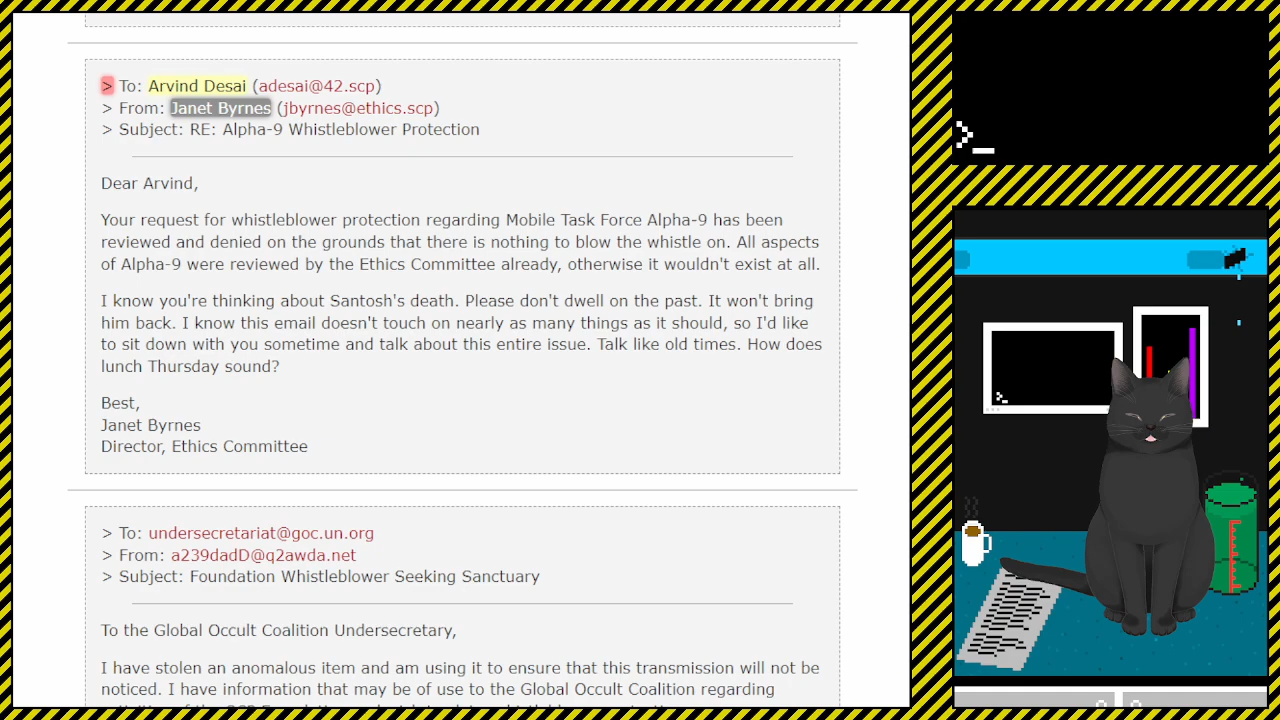 > To: Arvind Desai (adesai@42.scp)
> From: Janet Byrnes (jbyrnes@ethics.scp)
> Subject: RE: Alpha-9 Whistleblower Protection
Dear Arvind,
Your request for whistleblower protection regarding Mobile Task Force Alpha-9 has been
reviewed and denied on the grounds that there is nothing to blow the whistle on. All aspects
of Alpha-9 were reviewed by the Ethics Committee already, otherwise it wouldn't exist at all.
I know you're thinking about Santosh's death. Please don't dwell on the past. It won't bring
him back. I know this email doesn't touch on nearly as many things as it should, so I'd like
to sit down with you sometime and talk about this entire issue. Talk like old times. How does
lunch Thursday sound?
Best,
Janet Byrnes
Director, Ethics Committee
> To: undersecretariat@goc.un.org
> From: a239dadD@q2awda.net
> Subject: Foundation Whistleblower Seeking Sanctuary
To the Global Occult Coalition Undersecretary,
I have stolen an anomalous item and am using it to ensure that this transmission will not be
noticed. I have information that may be of use to the Global Occult Coalition regarding
>_
>_